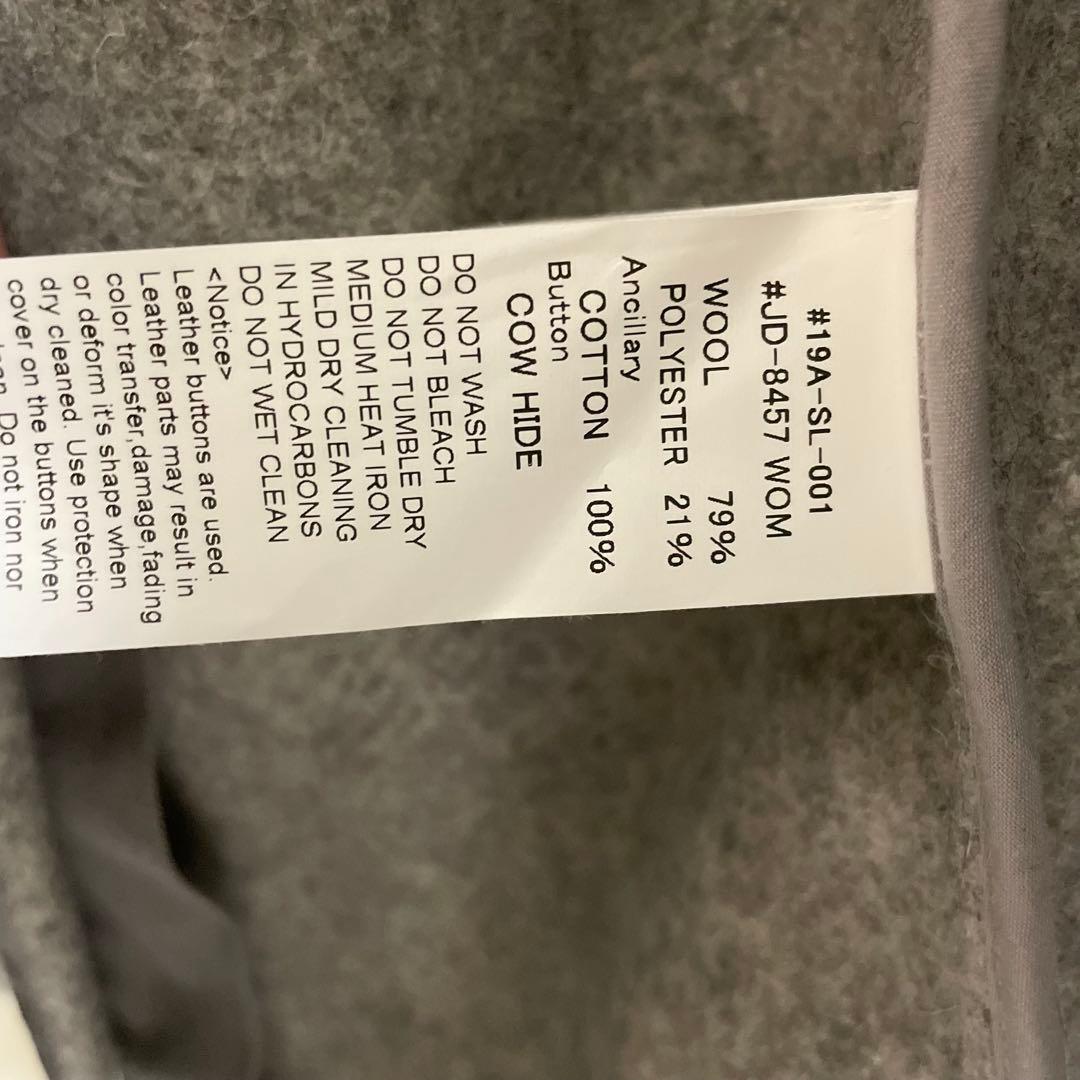 #19A-SL-001
#JD-8457 WOM
WOOL 79%
POLYESTER 21%
Ancillary
COTTON 100%
Button
COW HIDE
DO NOT WASH
DO NOT BLEACH
DO NOT TUMBLE DRY
MEDIUM HEAT IRON
MILD DRY CLEANING
IN HYDROCARBONS
DO NOT WET CLEAN
<Notice>
Leather buttons are used.
Leather parts may result in
color transfer,damage,fading
or deform it's shape when
dry cleaned. Use protection
cover on the buttons when
Do not iron nor